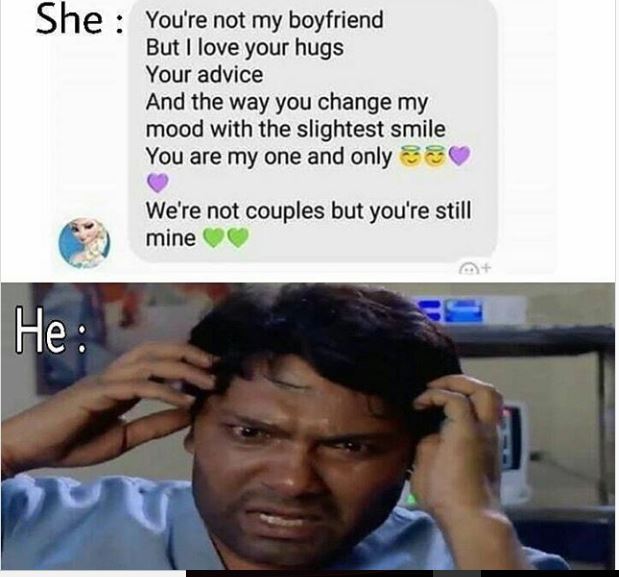 She :
You're not my boyfriend
But I love your hugs
Your advice
And the way you change my
mood with the slightest smile
You are my one and only 😇😇💜
💜
We're not couples but you're still
mine 💚💚
He :